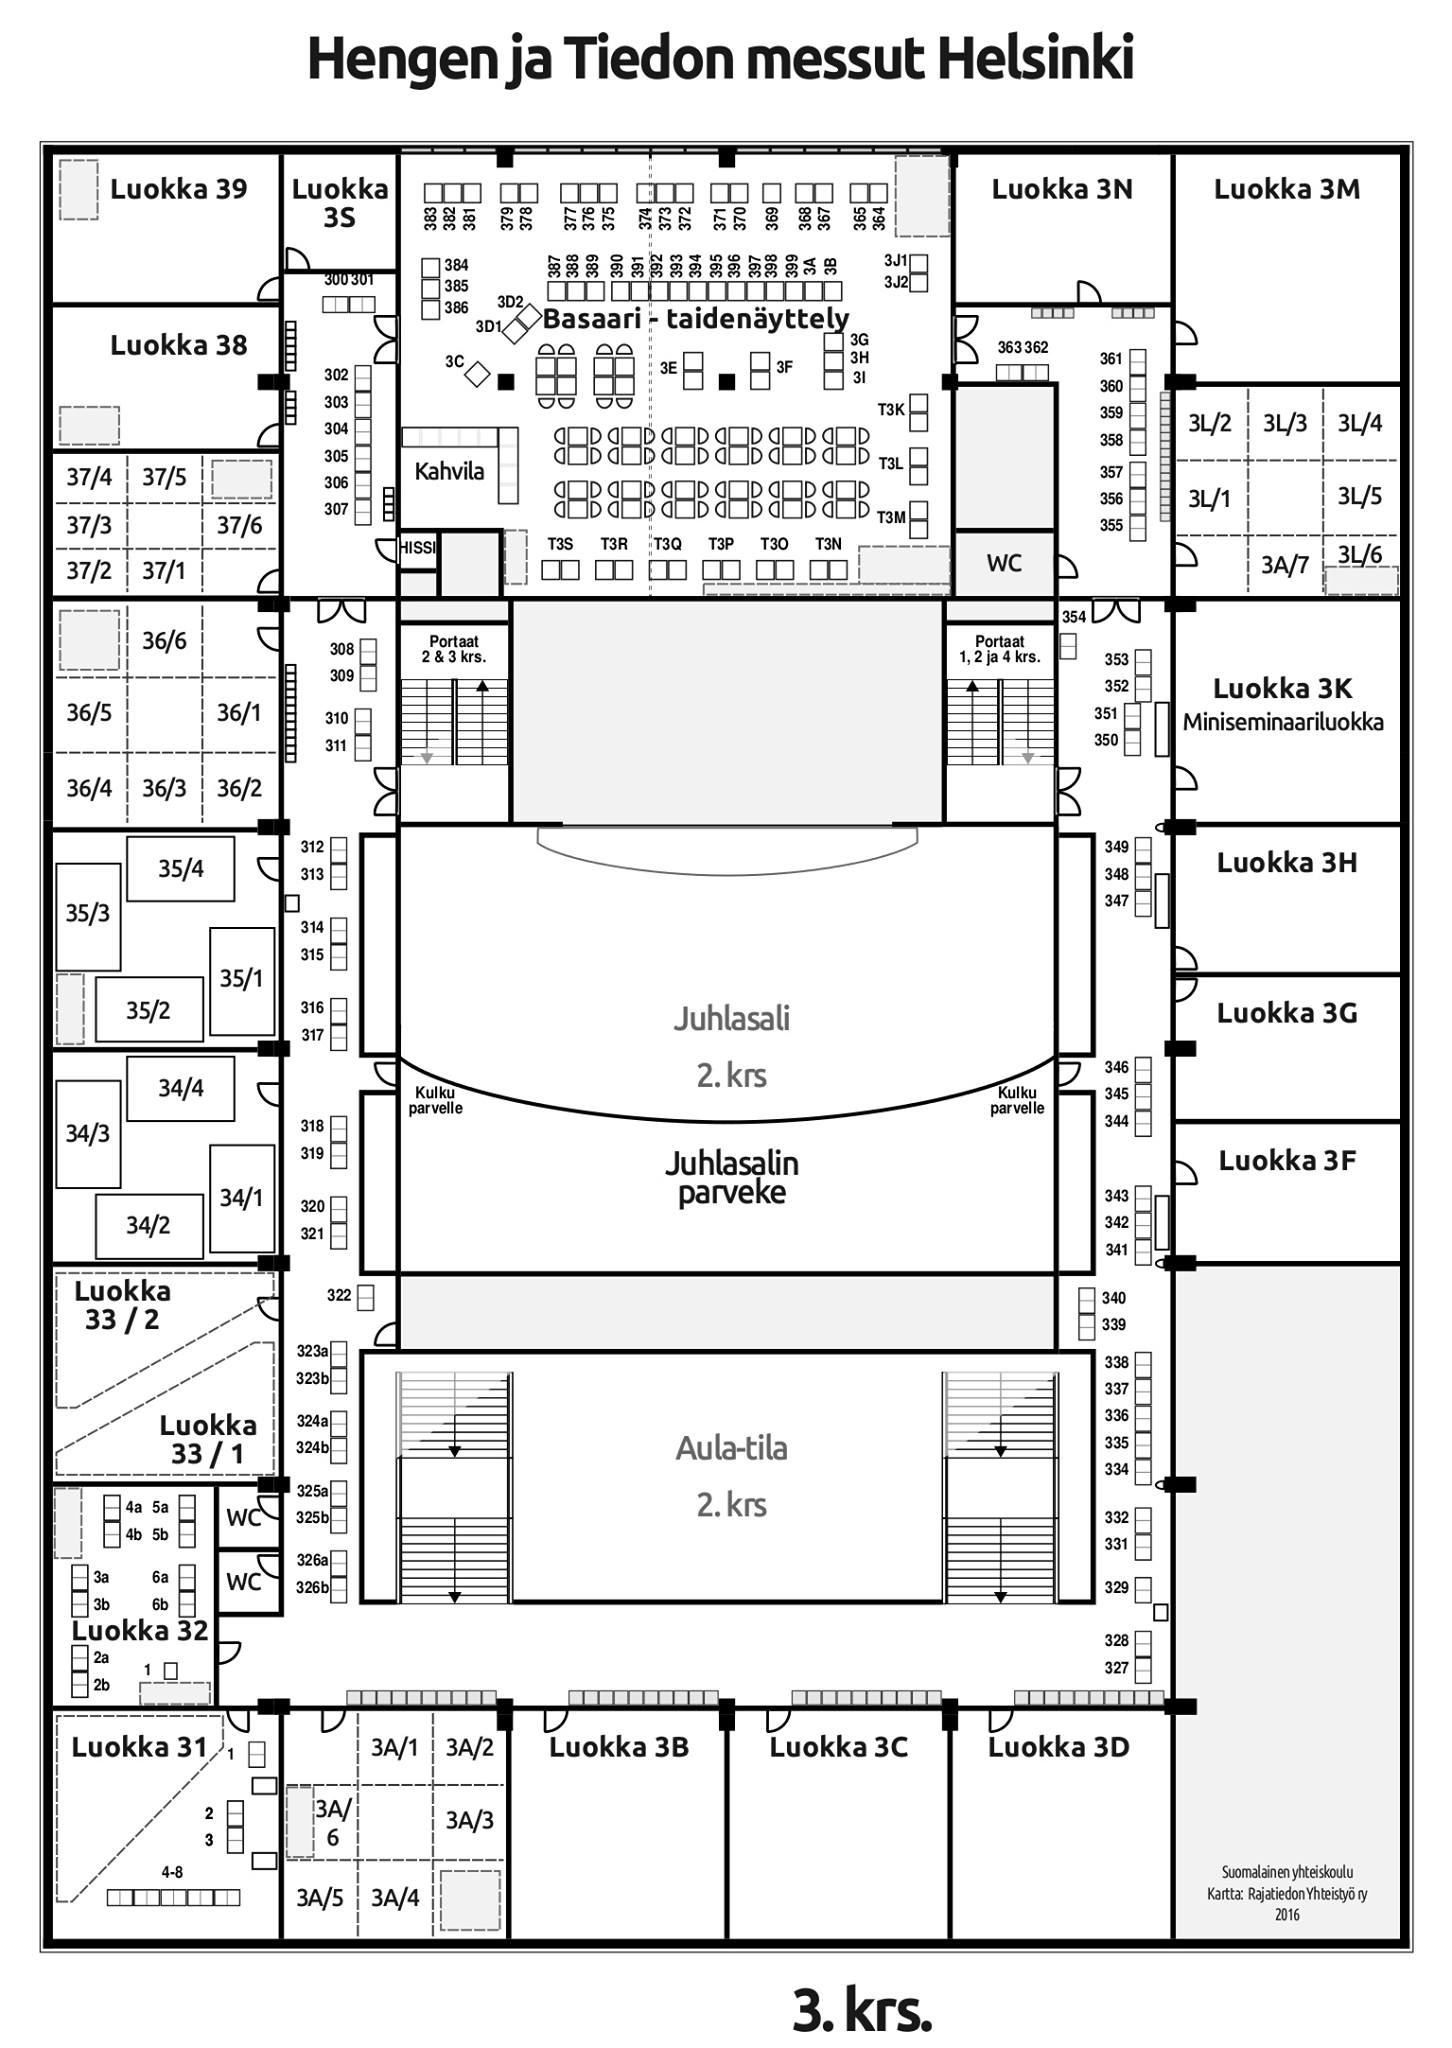 Hengen ja Tiedon messut Helsinki
Luokka 39
Luokka
3S
383 382 381 379 378 377 376 375 374 373 372 371 370 369 368 367 365 364
Luokka 3N
Luokka 3M
384
385
386
387 388 389 390 391 392 393 394 395 396 397 398 399 3A 3B
3J1
3J2
300 301
3D2
3D1
Basaari - taidenäyttely
3C
3E
3F
3G
3H
3I
Luokka 38
302
303
304
305
306
307
T3K
T3L
T3M
Kahvila
363 362
361
360
359
358
357
356
355
3L/2 3L/3 3L/4
3L/1 3L/5
3A/7 3L/6
37/4 37/5
37/3 37/6
37/2 37/1
HISSI
T3S T3R T3Q T3P T3O T3N
WC
36/6
36/5 36/1
36/4 36/3 36/2
308
309
310
311
Portaat
2 & 3 krs.
Portaat
1, 2 ja 4 krs.
354
353
352
351
350
Luokka 3K
Miniseminaariluokka
35/4
35/3
35/1
35/2
312
313
314
315
316
317
349
348
347
Luokka 3H
Luokka 3G
Juhlasali
2. krs
34/4
34/3
34/1
34/2
Kulku
parvelle
Kulku
parvelle
318
319
320
321
Juhlasalin
parveke
346
345
344
343
342
341
Luokka 3F
Luokka
33 / 2
Luokka
33 / 1
322
323a
323b
324a
324b
325a
325b
326a
326b
340
339
338
337
336
335
334
332
331
329
328
327
Aula-tila
2. krs
4a 5a
4b 5b
3a 6a
3b 6b
Luokka 32
2a
2b
1
WC
WC
Luokka 31
1
2
3
4-8
3A/1 3A/2
3A/
6
3A/3
3A/5 3A/4
Luokka 3B
Luokka 3C
Luokka 3D
Suomalainen yhteiskoulu
Kartta: Rajatiedon Yhteistyö ry
2016
3. krs.